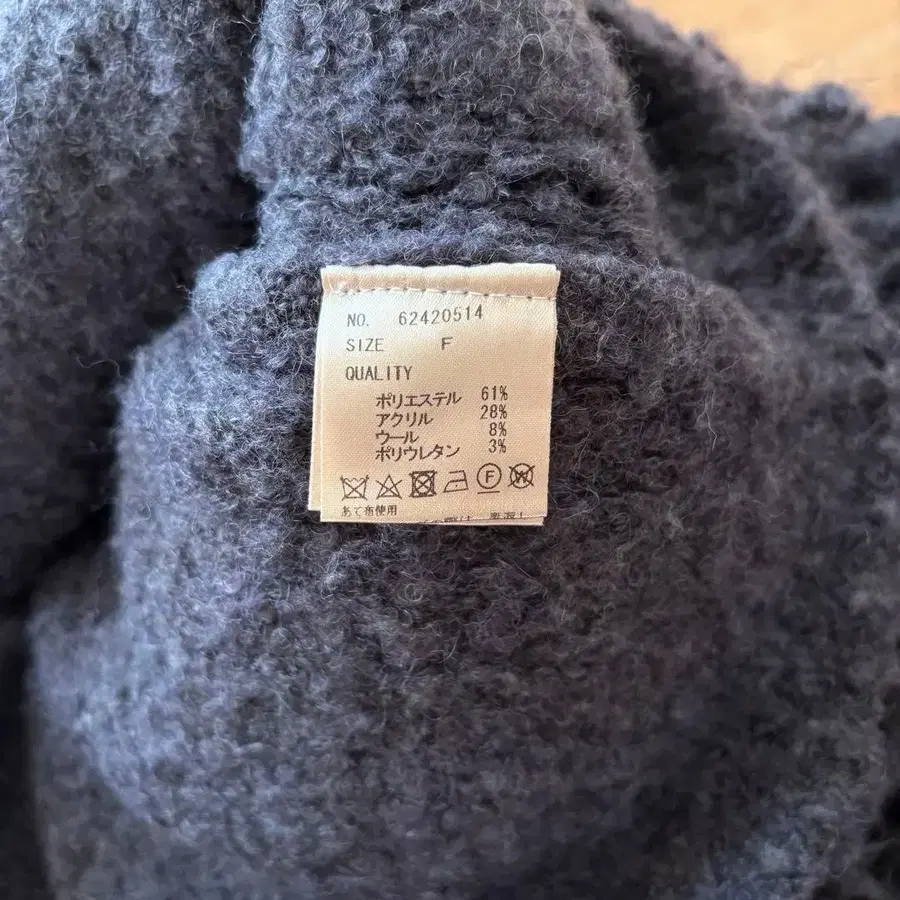 NO. 62420514
SIZE F
QUALITY
ポリエステル 61%
アクリル 28%
ウール 8%
ポリウレタン 3%
F W
あて布使用